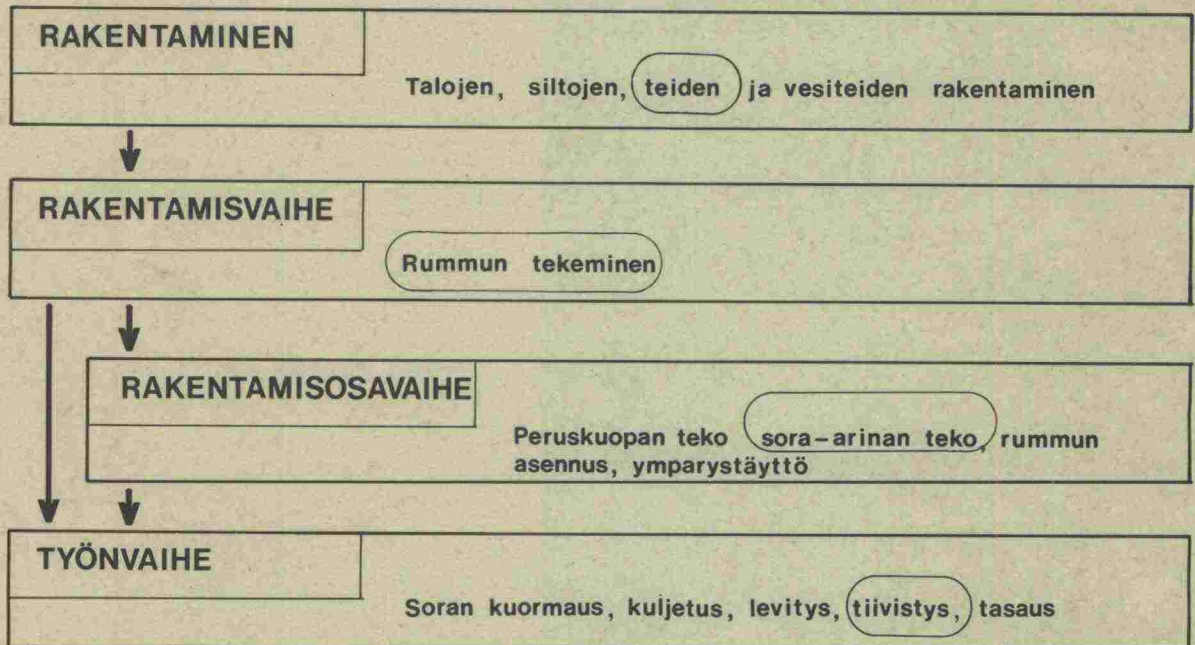 RAKENTAMINEN
Talojen, siltojen, teiden ja vesiteiden rakentaminen
RAKENTAMISVAIHE
Rummun tekeminen
RAKENTAMISOSAVAIHE
Peruskuopan teko sora-arinan teko, rummun
asennus, ymparystäyttö
TYÖNVAIHE
Soran kuormaus, kuljetus, levitys, tiivistys, tasaus